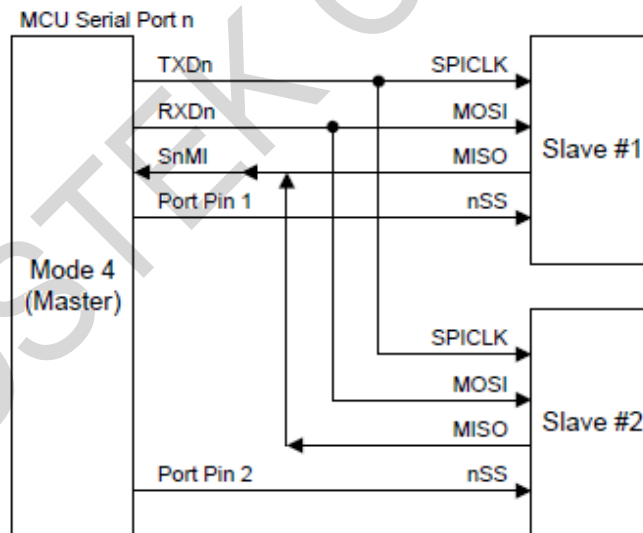 MCU Serial Port n
TXDn SPICLK
RXDn MOSI
SnMI MISO
Port Pin 1 nSS
Slave #1
Mode 4
(Master)
SPICLK
MOSI
MISO
Slave #2
Port Pin 2 nSS